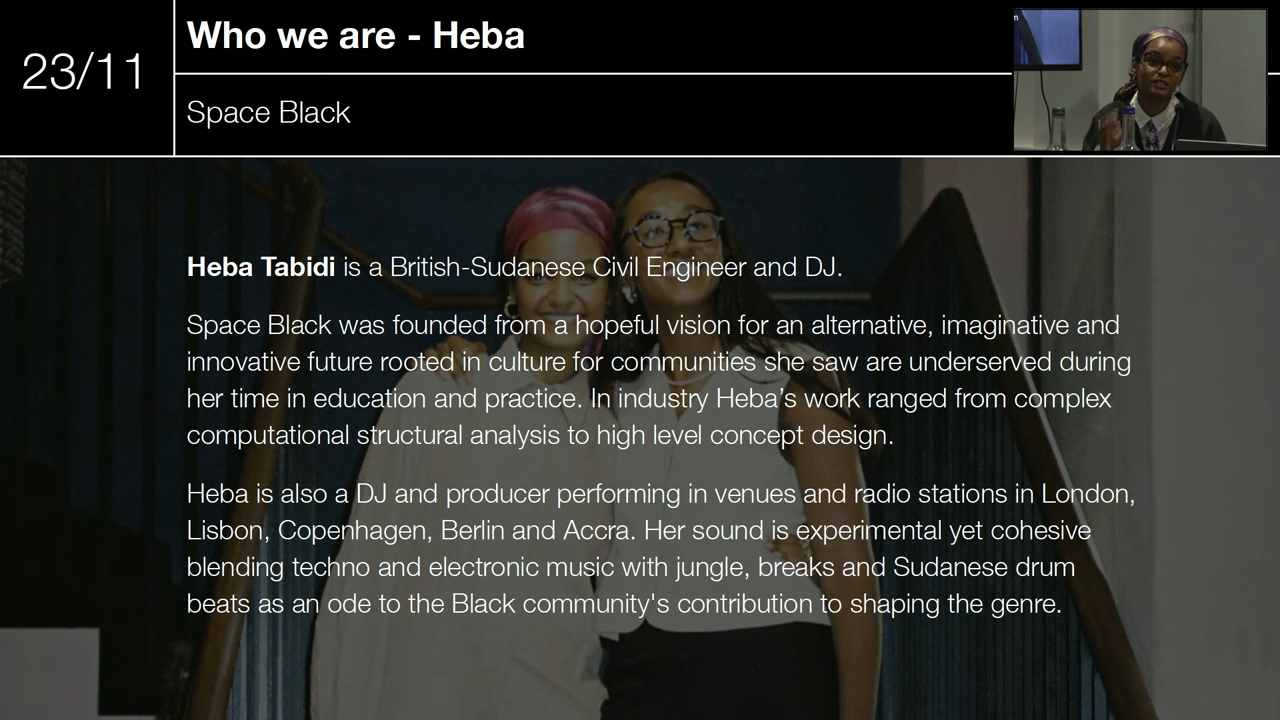 23/11
Who we are - Heba
Space Black
Heba Tabidi is a British-Sudanese Civil Engineer and DJ.
Space Black was founded from a hopeful vision for an alternative, imaginative and
innovative future rooted in culture for communities she saw are underserved during
her time in education and practice. In industry Heba's work ranged from complex
computational structural analysis to high level concept design.
Heba is also a DJ and producer performing in venues and radio stations in London,
Lisbon, Copenhagen, Berlin and Accra. Her sound is experimental yet cohesive
blending techno and electronic music with jungle, breaks and Sudanese drum
beats as an ode to the Black community's contribution to shaping the genre.